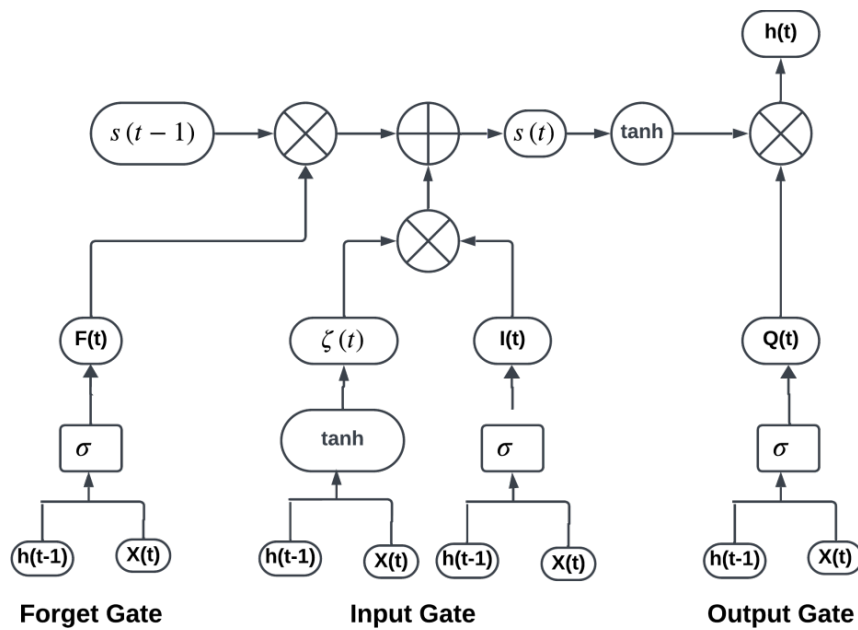 h(t)
s (t − 1)
s (t)
tanh
F(t)
ζ (t)
I(t)
Q(t)
σ
tanh
σ
σ
h(t-1)
X(t)
h(t-1)
X(t)
h(t-1)
X(t)
h(t-1)
X(t)
Forget Gate
Input Gate
Output Gate